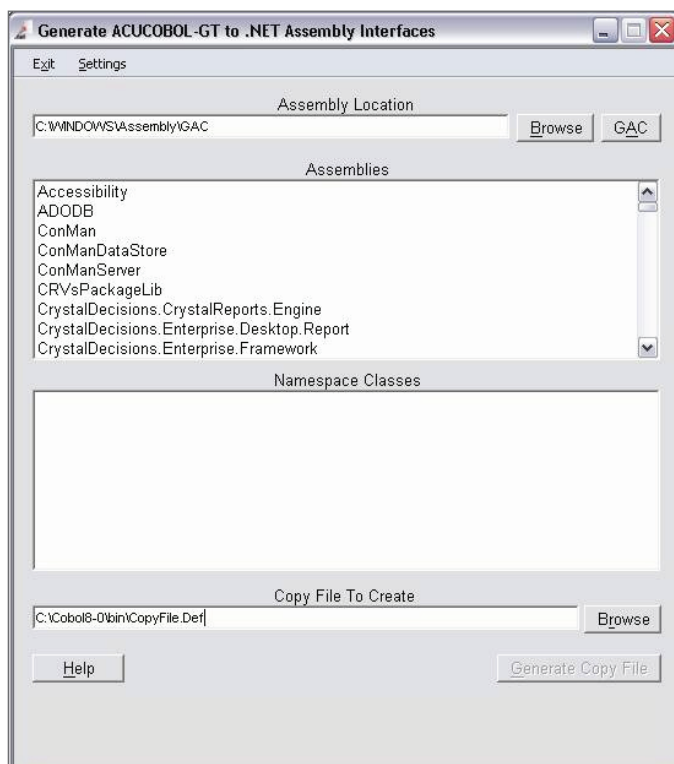 Generate ACUCOBOL-GT to .NET Assembly Interfaces
Exit Settings
Assembly Location
C:\WINDOWS\Assembly\GAC Browse GAC
Assemblies
Accessibility
ADODB
ConMan
ConManDataStore
ConManServer
CRVsPackageLib
CrystalDecisions.CrystalReports.Engine
CrystalDecisions.Enterprise.Desktop.Report
CrystalDecisions.Enterprise.Framework
Namespace Classes
Copy File To Create
C:\Cobol8-0\bin\CopyFile.Def Browse
Help Generate Copy File